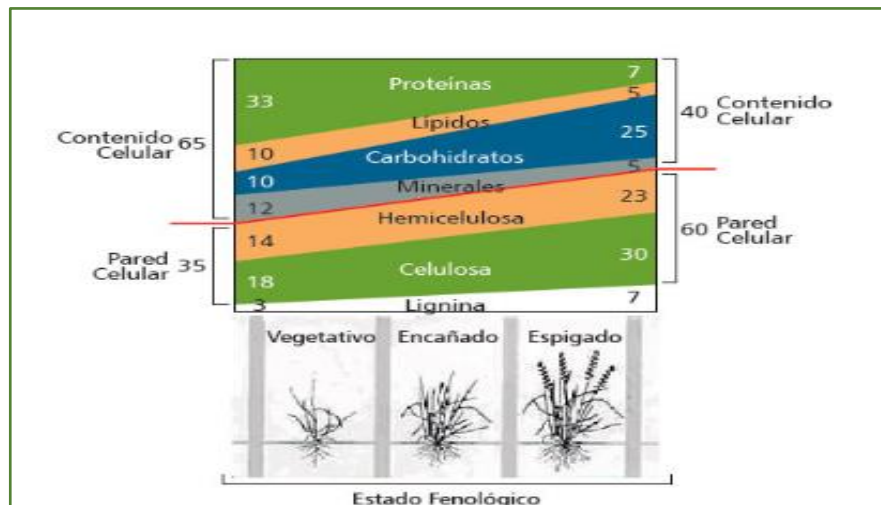 Proteínas
Lípidos
Carbohidratos
Minerales
Hemicelulosa
Celulosa
Lignina
33
10
10
12
14
18
3
7
5
25
5
23
30
7
Contenido
Celular
65
Pared
Celular
35
40
Contenido
Celular
60
Pared
Celular
Vegetativo Encañado Espigado
Estado Fenológico